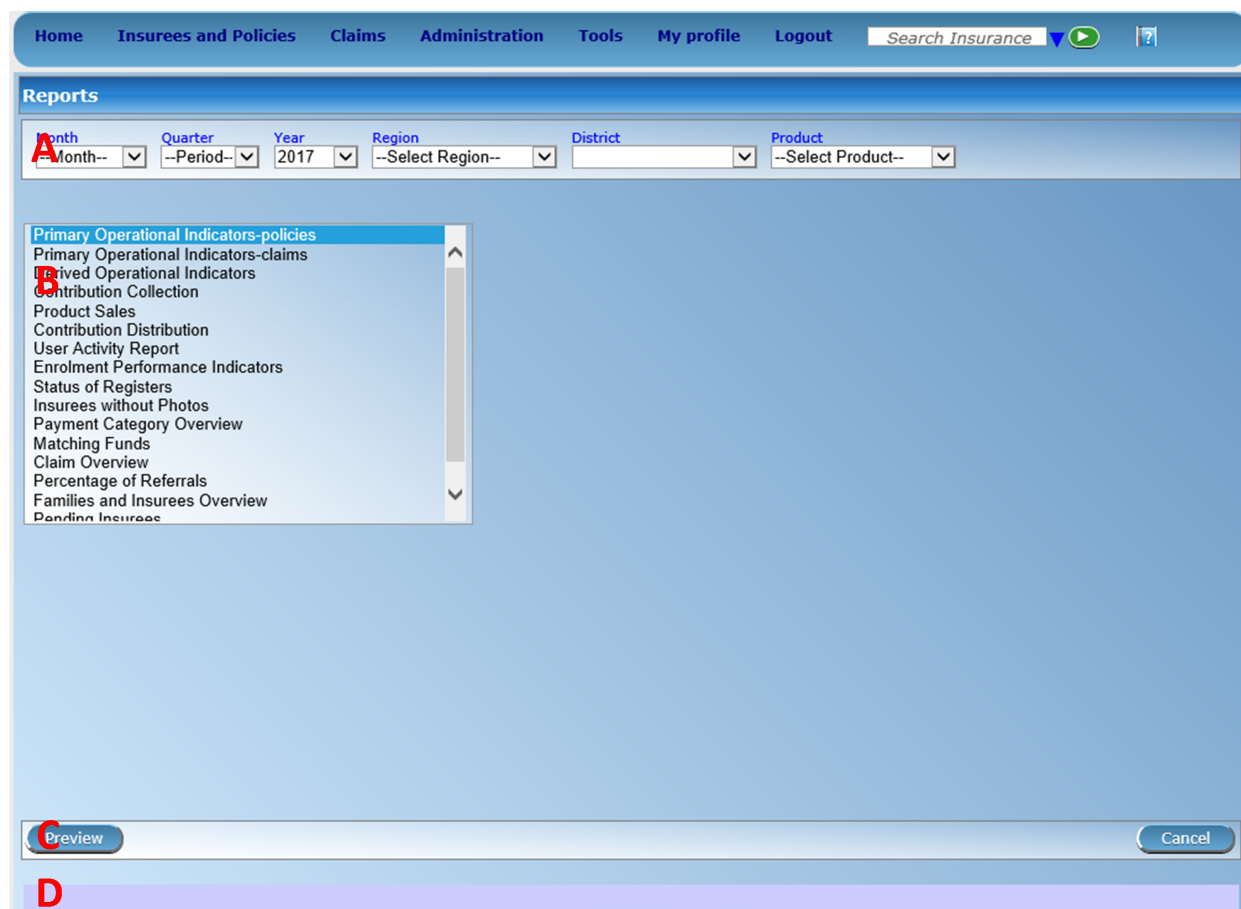 Home Insurees and Policies Claims Administration Tools My profile Logout Search Insurance ?
Reports
Month Quarter Year Region District Product
A
--Month-- --Period-- 2017 --Select Region-- --Select Product--
Primary Operational Indicators-policies
Primary Operational Indicators-claims
Derived Operational Indicators
B
Contribution Collection
Product Sales
Contribution Distribution
User Activity Report
Enrolment Performance Indicators
Status of Registers
Insurees without Photos
Payment Category Overview
Matching Funds
Claim Overview
Percentage of Referrals
Families and Insurees Overview
Pending Insurees
C
Preview Cancel
D